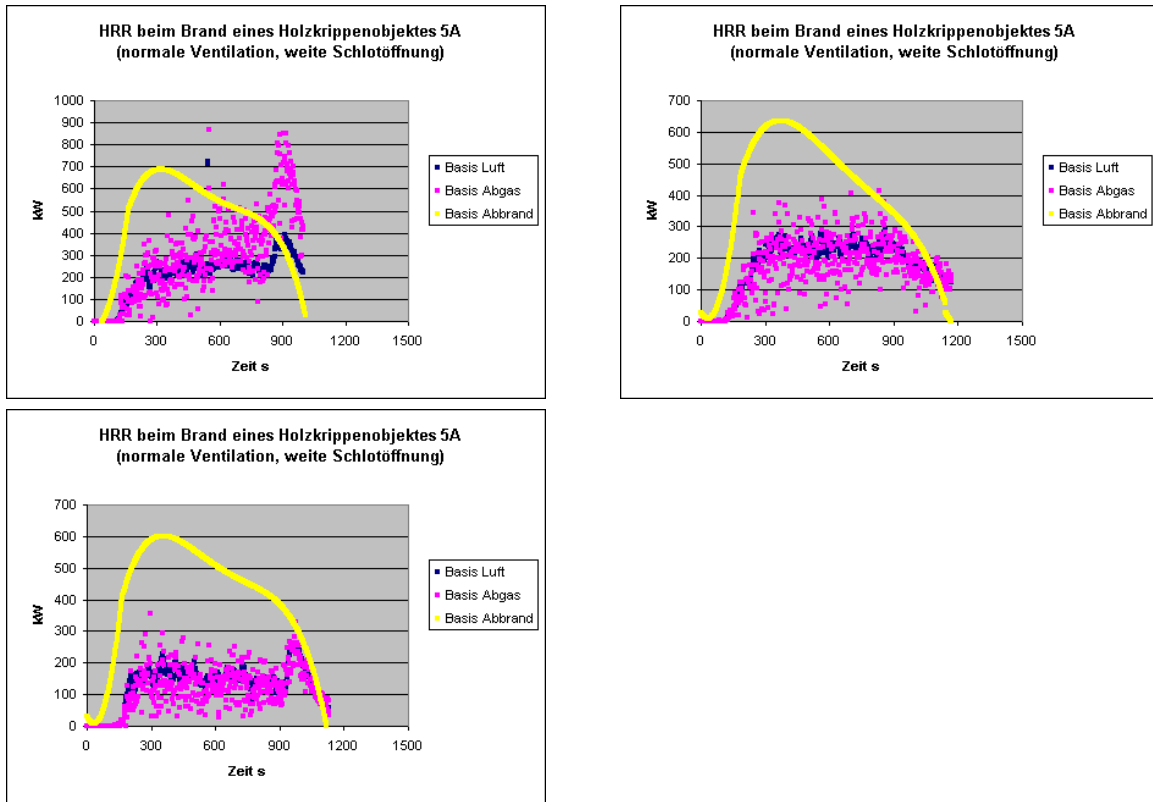 HRR beim Brand eines Holzkrippenobjektes 5A
(normale Ventilation, weite Schlotöffnung)
1000
900
800
700
600
500
400
300
200
100
0
kW
0 300 600 900 1200 1500
Zeit s
Basis Luft
Basis Abgas
Basis Abbrand
HRR beim Brand eines Holzkrippenobjektes 5A
(normale Ventilation, weite Schlotöffnung)
700
600
500
400
300
200
100
0
kW
0 300 600 900 1200 1500
Zeit s
Basis Luft
Basis Abgas
Basis Abbrand
HRR beim Brand eines Holzkrippenobjektes 5A
(normale Ventilation, weite Schlotöffnung)
700
600
500
400
300
200
100
0
kW
0 300 600 900 1200 1500
Zeit s
Basis Luft
Basis Abgas
Basis Abbrand